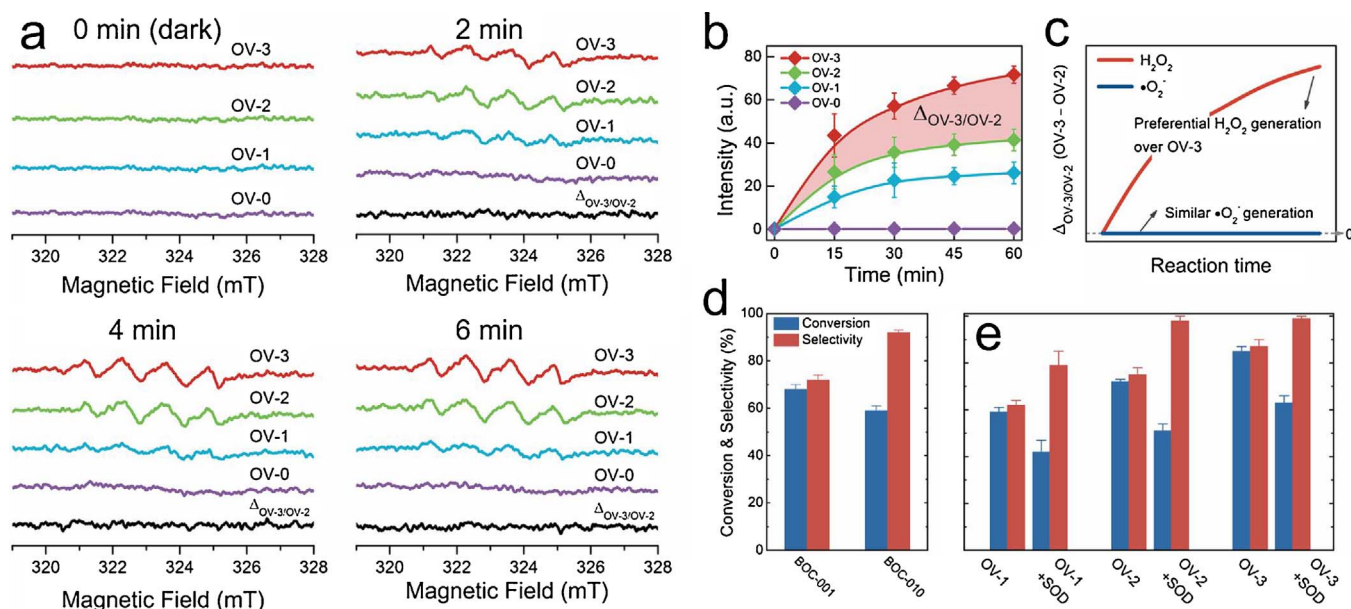 a
0 min (dark)
OV-3
OV-2
OV-1
OV-0
320 322 324 326 328
Magnetic Field (mT)
2 min
OV-3
OV-2
OV-1
OV-0
ΔOV-3/OV-2
320 322 324 326 328
Magnetic Field (mT)
4 min
OV-3
OV-2
OV-1
OV-0
ΔOV-3/OV-2
320 322 324 326 328
Magnetic Field (mT)
6 min
OV-3
OV-2
OV-1
OV-0
ΔOV-3/OV-2
320 322 324 326 328
Magnetic Field (mT)
b
Intensity (a.u.)
80
60
40
20
0
OV-3
OV-2
OV-1
OV-0
ΔOV-3/OV-2
0 15 30 45 60
Time (min)
c
ΔOV-3/OV-2 (OV-3 – OV-2)
H2O2
•O2-
Preferential H2O2 generation
over OV-3
Similar •O2- generation
0
Reaction time
d
Conversion & Selectivity (%)
100
80
60
40
20
0
Conversion
Selectivity
BOC-001
BOC-010
e
OV-1
OV-1
+SOD
OV-2
OV-2
+SOD
OV-3
OV-3
+SOD